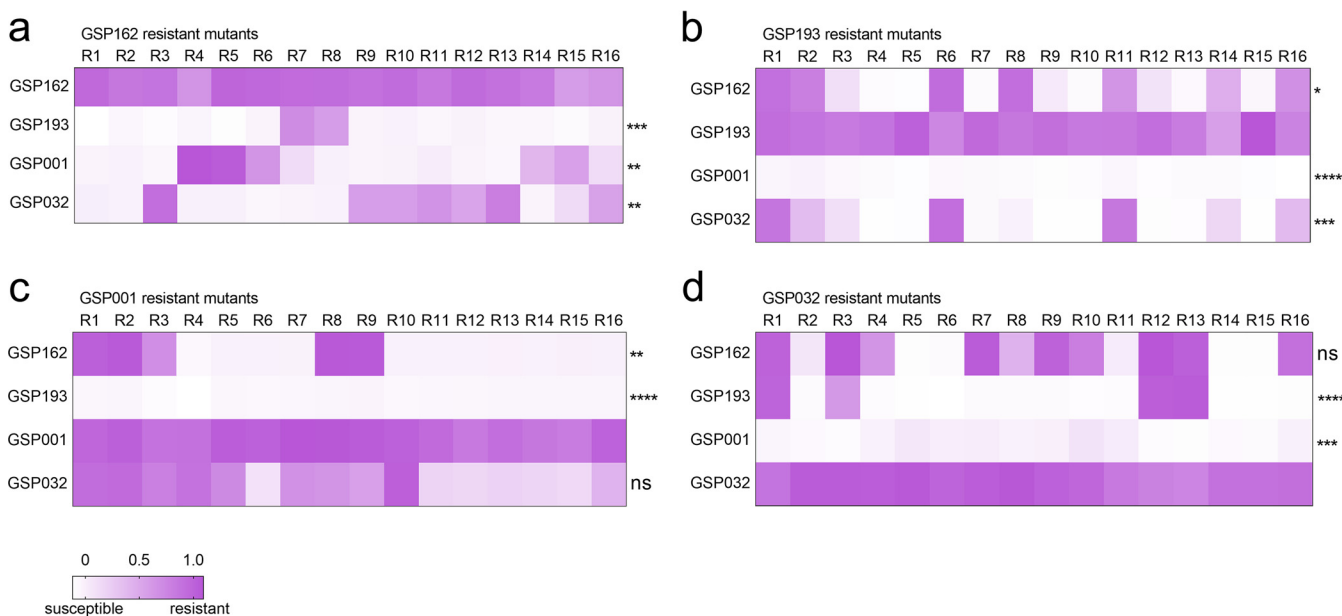 a
GSP162 resistant mutants
R1 R2 R3 R4 R5 R6 R7 R8 R9 R10 R11 R12 R13 R14 R15 R16
GSP162
GSP193 ***
GSP001 **
GSP032 **
b
GSP193 resistant mutants
R1 R2 R3 R4 R5 R6 R7 R8 R9 R10 R11 R12 R13 R14 R15 R16
GSP162 *
GSP193
GSP001 ****
GSP032 ***
c
GSP001 resistant mutants
R1 R2 R3 R4 R5 R6 R7 R8 R9 R10 R11 R12 R13 R14 R15 R16
GSP162 **
GSP193 ****
GSP001
GSP032 ns
d
GSP032 resistant mutants
R1 R2 R3 R4 R5 R6 R7 R8 R9 R10 R11 R12 R13 R14 R15 R16
GSP162 ns
GSP193 ****
GSP001 ***
GSP032
0 0.5 1.0
susceptible resistant